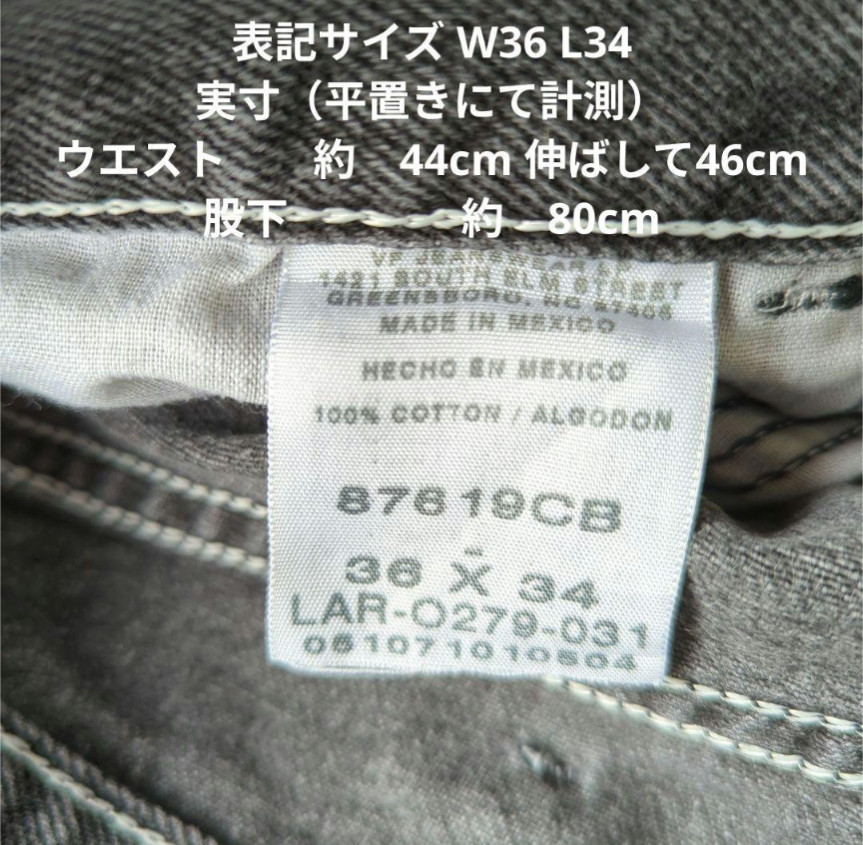 表記サイズ W36 L34
実寸（平置きにて計測）
ウエスト　　約　44cm 伸ばして46cm
股下　　　　約　80cm
VF JEANSWEAR LP
1421 SOUTH ELM STREET
GREENSBORO, NC 27406
MADE IN MEXICO
HECHO EN MEXICO
100% COTTON / ALGODON
87619CB
36 X 34
LAR-O279-031